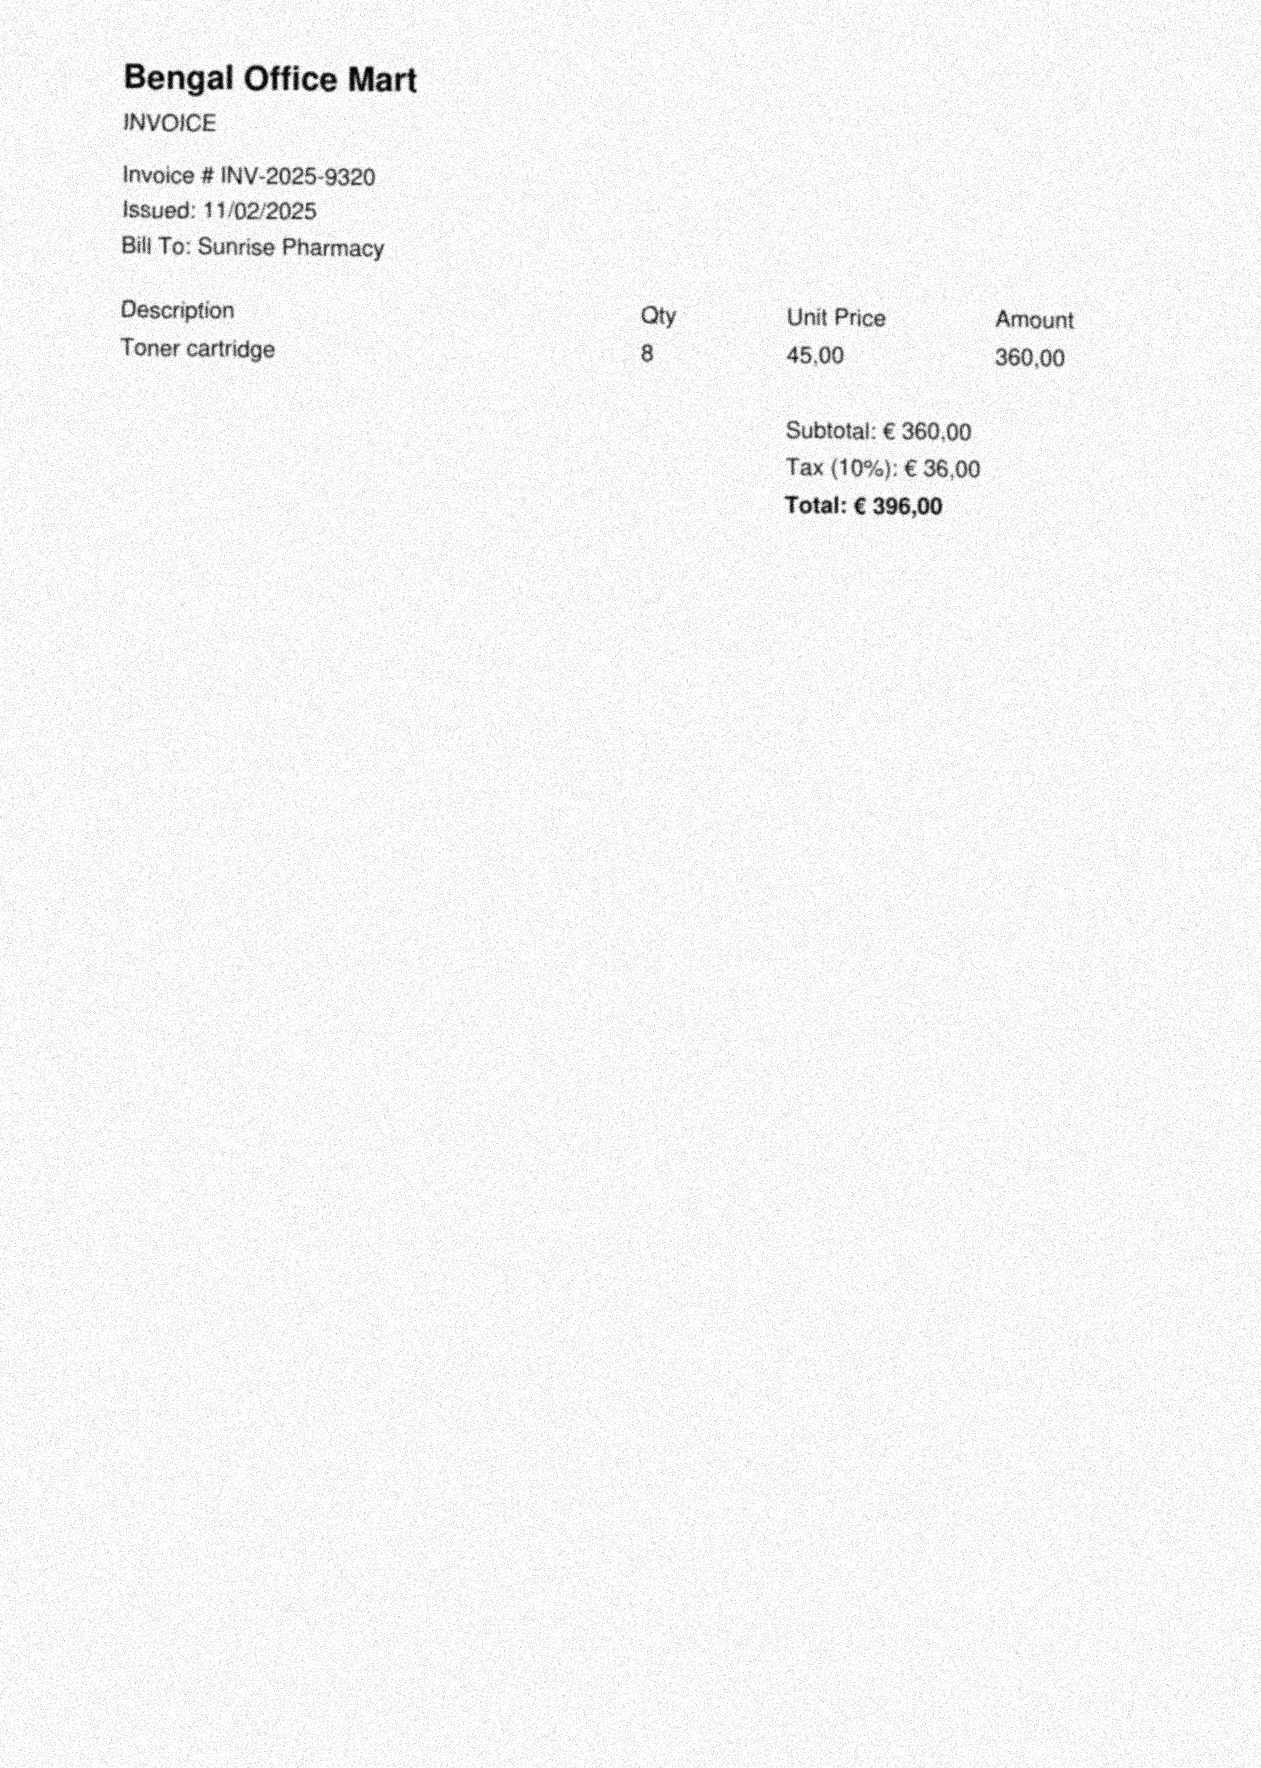 Bengal Office Mart
INVOICE
Invoice # INV-2025-9320
Issued: 11/02/2025
Bill To: Sunrise Pharmacy
Description Qty Unit Price Amount
Toner cartridge 8 45,00 360,00
Subtotal: € 360,00
Tax (10%): € 36,00
Total: € 396,00